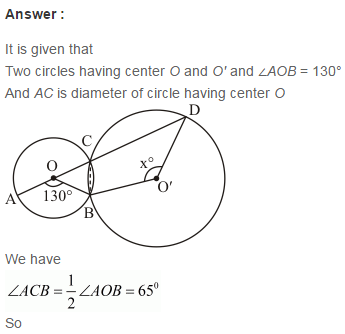 Answer :
It is given that
Two circles having center O and O' and ∠AOB = 130°
And AC is diameter of circle having center O
D
C
O
x°
O'
A
130°
B
We have
∠ACB = 1/2 ∠AOB = 65⁰
So